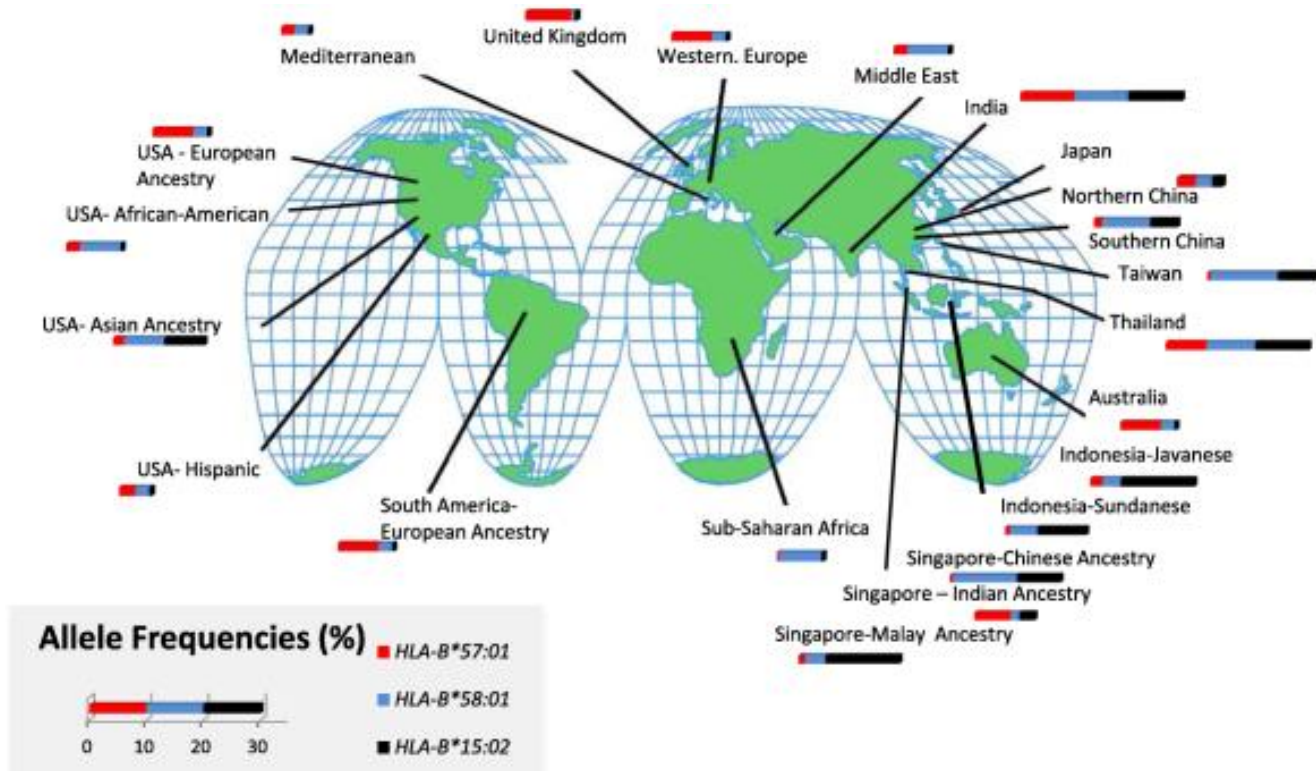 United Kingdom
Mediterranean
Western. Europe
Middle East
India
USA - European
Ancestry
Japan
Northern China
USA- African-American
Southern China
Taiwan
USA- Asian Ancestry
Thailand
Australia
Indonesia-Javanese
USA- Hispanic
South America-
European Ancestry
Indonesia-Sundanese
Sub-Saharan Africa
Singapore-Chinese Ancestry
Singapore – Indian Ancestry
Singapore-Malay Ancestry
Allele Frequencies (%)
HLA-B*57:01
HLA-B*58:01
HLA-B*15:02
0 10 20 30